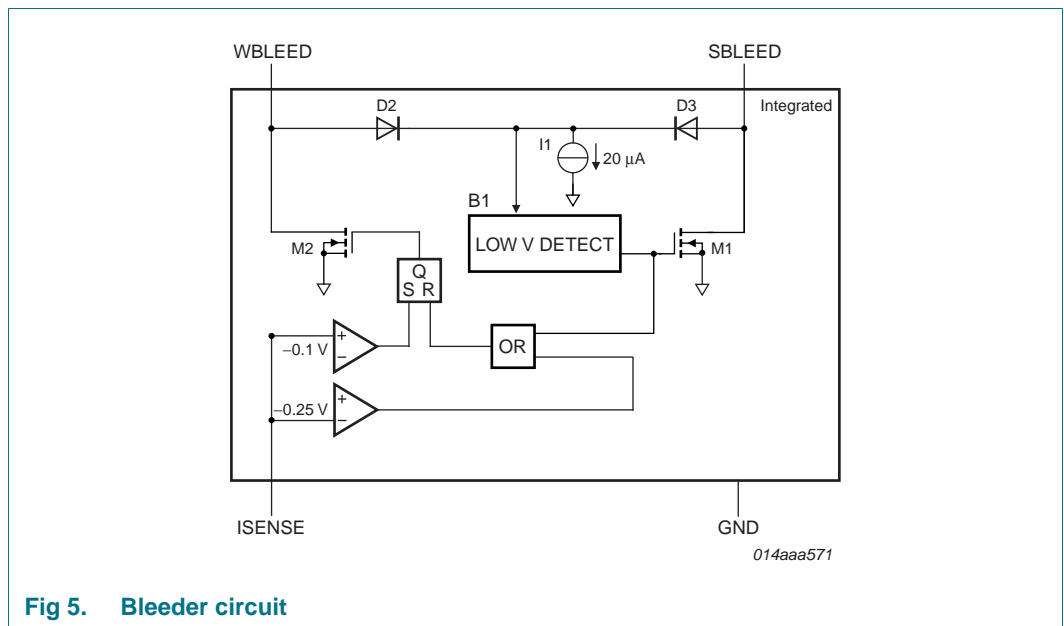 WBLEED
SBLEED
D2
D3
Integrated
I1
20 μA
B1
LOW V DETECT
M2
M1
Q
S R
+
−0.1 V
−
OR
+
−0.25 V
−
ISENSE
GND
014aaa571
Fig 5. Bleeder circuit